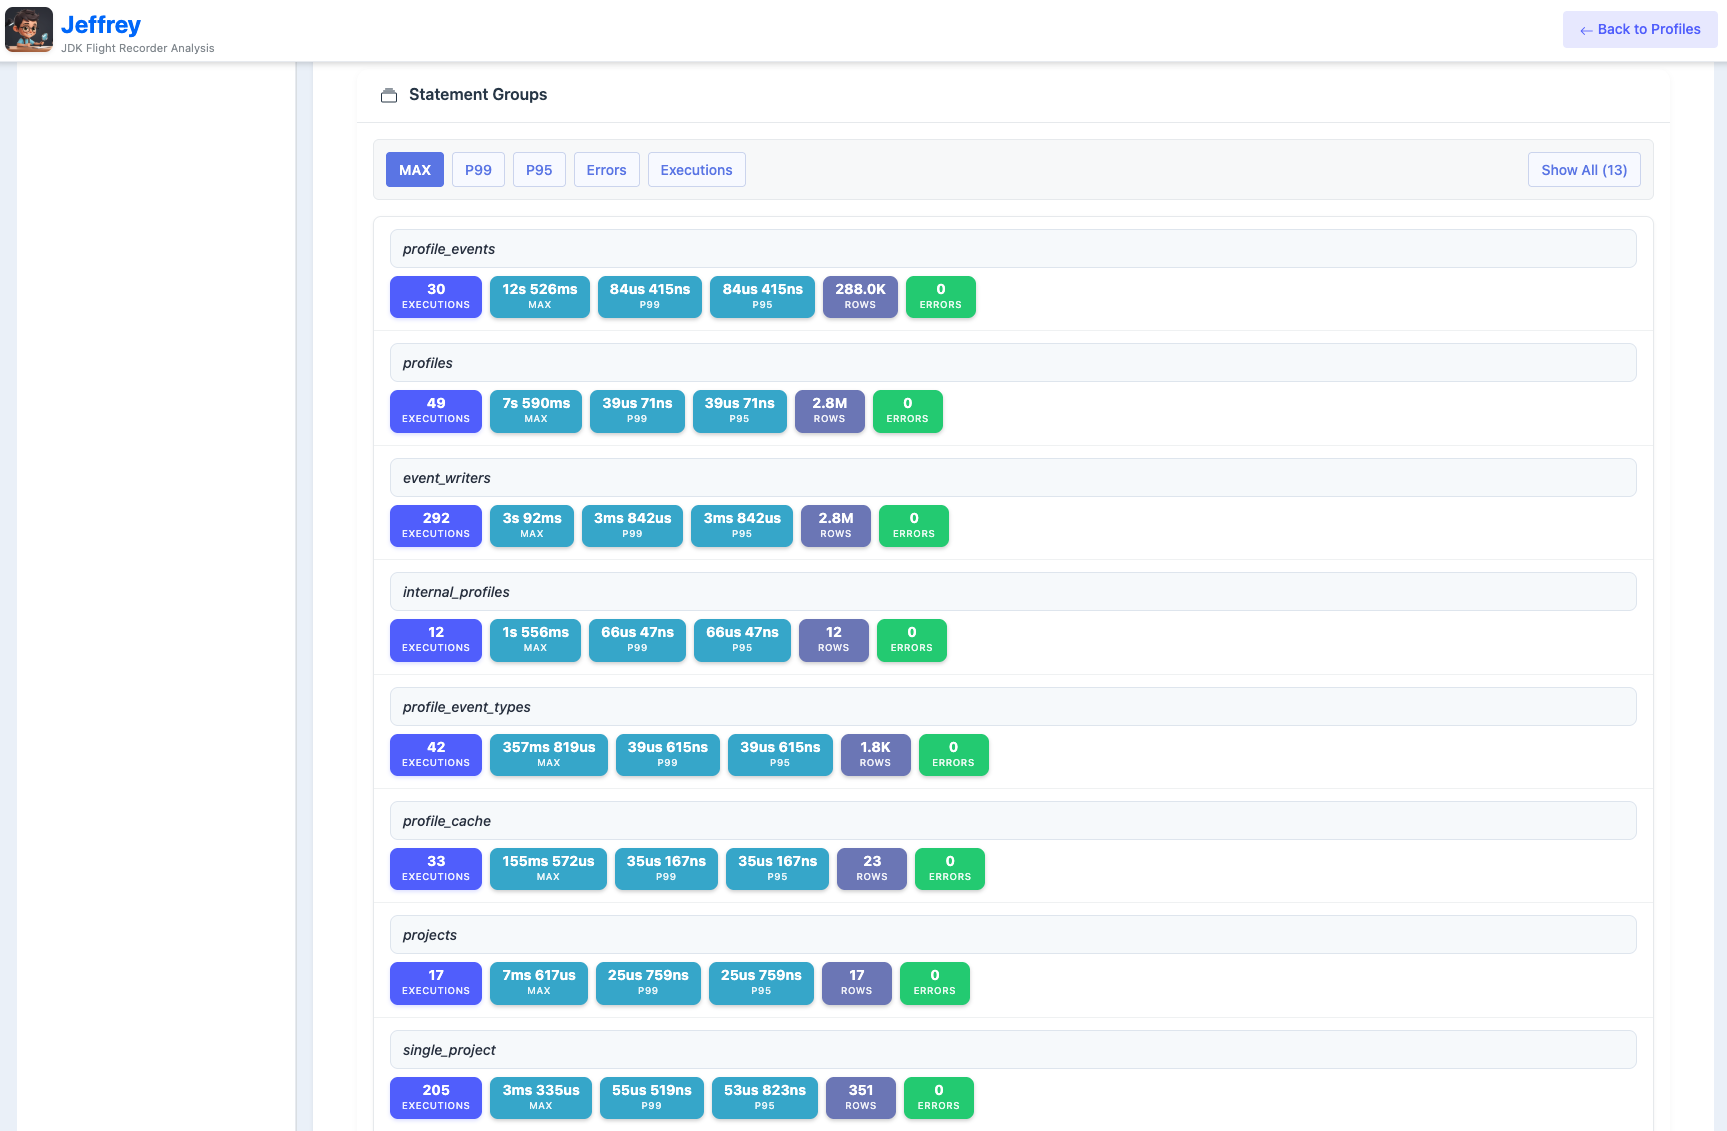 Jeffrey
JDK Flight Recorder Analysis
← Back to Profiles
Statement Groups
MAX P99 P95 Errors Executions Show All (13)
profile_events
30 12s 526ms 84us 415ns 84us 415ns 288.0K 0
EXECUTIONS MAX P99 P95 ROWS ERRORS
profiles
49 7s 590ms 39us 71ns 39us 71ns 2.8M 0
EXECUTIONS MAX P99 P95 ROWS ERRORS
event_writers
292 3s 92ms 3ms 842us 3ms 842us 2.8M 0
EXECUTIONS MAX P99 P95 ROWS ERRORS
internal_profiles
12 1s 556ms 66us 47ns 66us 47ns 12 0
EXECUTIONS MAX P99 P95 ROWS ERRORS
profile_event_types
42 357ms 819us 39us 615ns 39us 615ns 1.8K 0
EXECUTIONS MAX P99 P95 ROWS ERRORS
profile_cache
33 155ms 572us 35us 167ns 35us 167ns 23 0
EXECUTIONS MAX P99 P95 ROWS ERRORS
projects
17 7ms 617us 25us 759ns 25us 759ns 17 0
EXECUTIONS MAX P99 P95 ROWS ERRORS
single_project
205 3ms 335us 55us 519ns 53us 823ns 351 0
EXECUTIONS MAX P99 P95 ROWS ERRORS